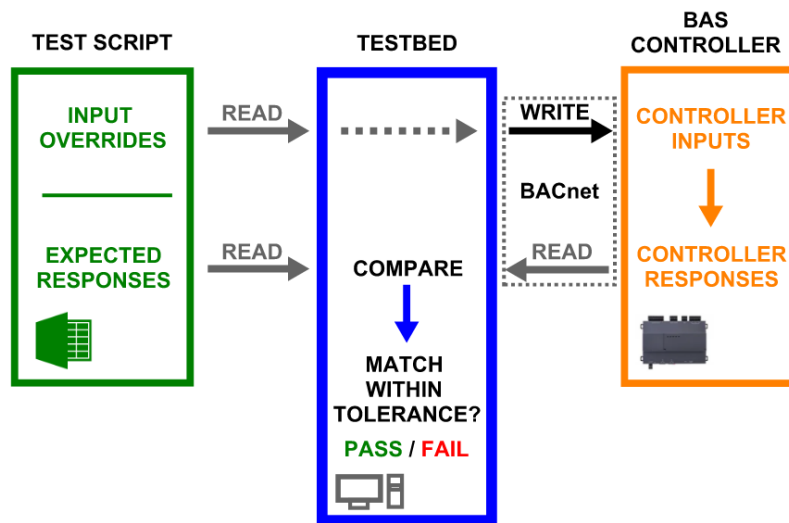 TEST SCRIPT
TESTBED
BAS
CONTROLLER
INPUT
OVERRIDES
READ
WRITE
CONTROLLER
INPUTS
BACnet
EXPECTED
RESPONSES
READ
COMPARE
READ
CONTROLLER
RESPONSES
MATCH
WITHIN
TOLERANCE?
PASS / FAIL